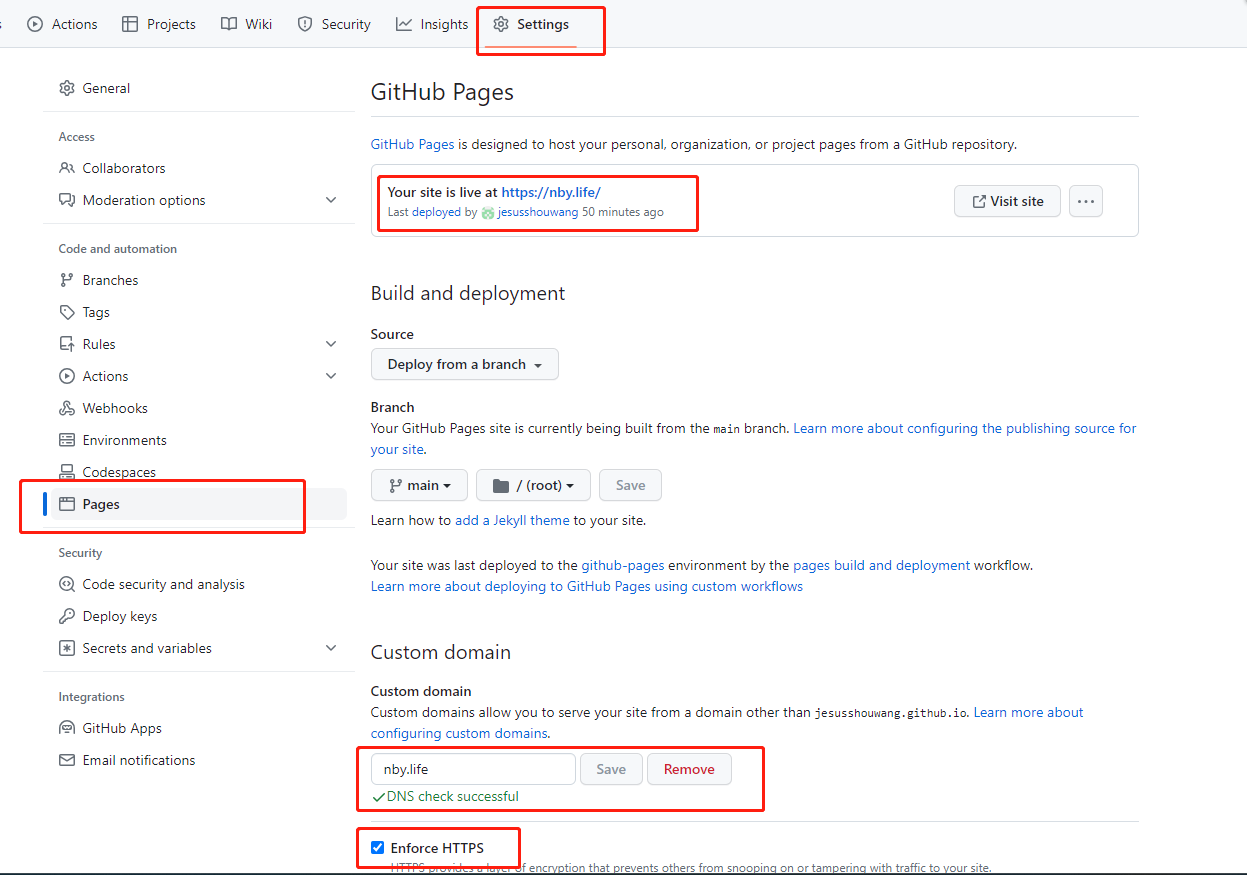 Actions Projects Wiki Security Insights Settings
General
Access
Collaborators
Moderation options
Code and automation
Branches
Tags
Rules
Actions
Webhooks
Environments
Codespaces
Pages
Security
Code security and analysis
Deploy keys
Secrets and variables
Integrations
GitHub Apps
Email notifications
GitHub Pages
GitHub Pages is designed to host your personal, organization, or project pages from a GitHub repository.
Your site is live at https://nby.life/
Last deployed by jesusshouwang 50 minutes ago
Visit site
Build and deployment
Source
Deploy from a branch
Branch
Your GitHub Pages site is currently being built from the main branch. Learn more about configuring the publishing source for
your site.
main / (root) Save
Learn how to add a Jekyll theme to your site.
Your site was last deployed to the github-pages environment by the pages build and deployment workflow.
Learn more about deploying to GitHub Pages using custom workflows
Custom domain
Custom domain
Custom domains allow you to serve your site from a domain other than jesusshouwang.github.io. Learn more about
configuring custom domains.
nby.life Save Remove
DNS check successful
Enforce HTTPS
HTTPS provides a layer of encryption that prevents others from snooping on or tampering with traffic to your site.